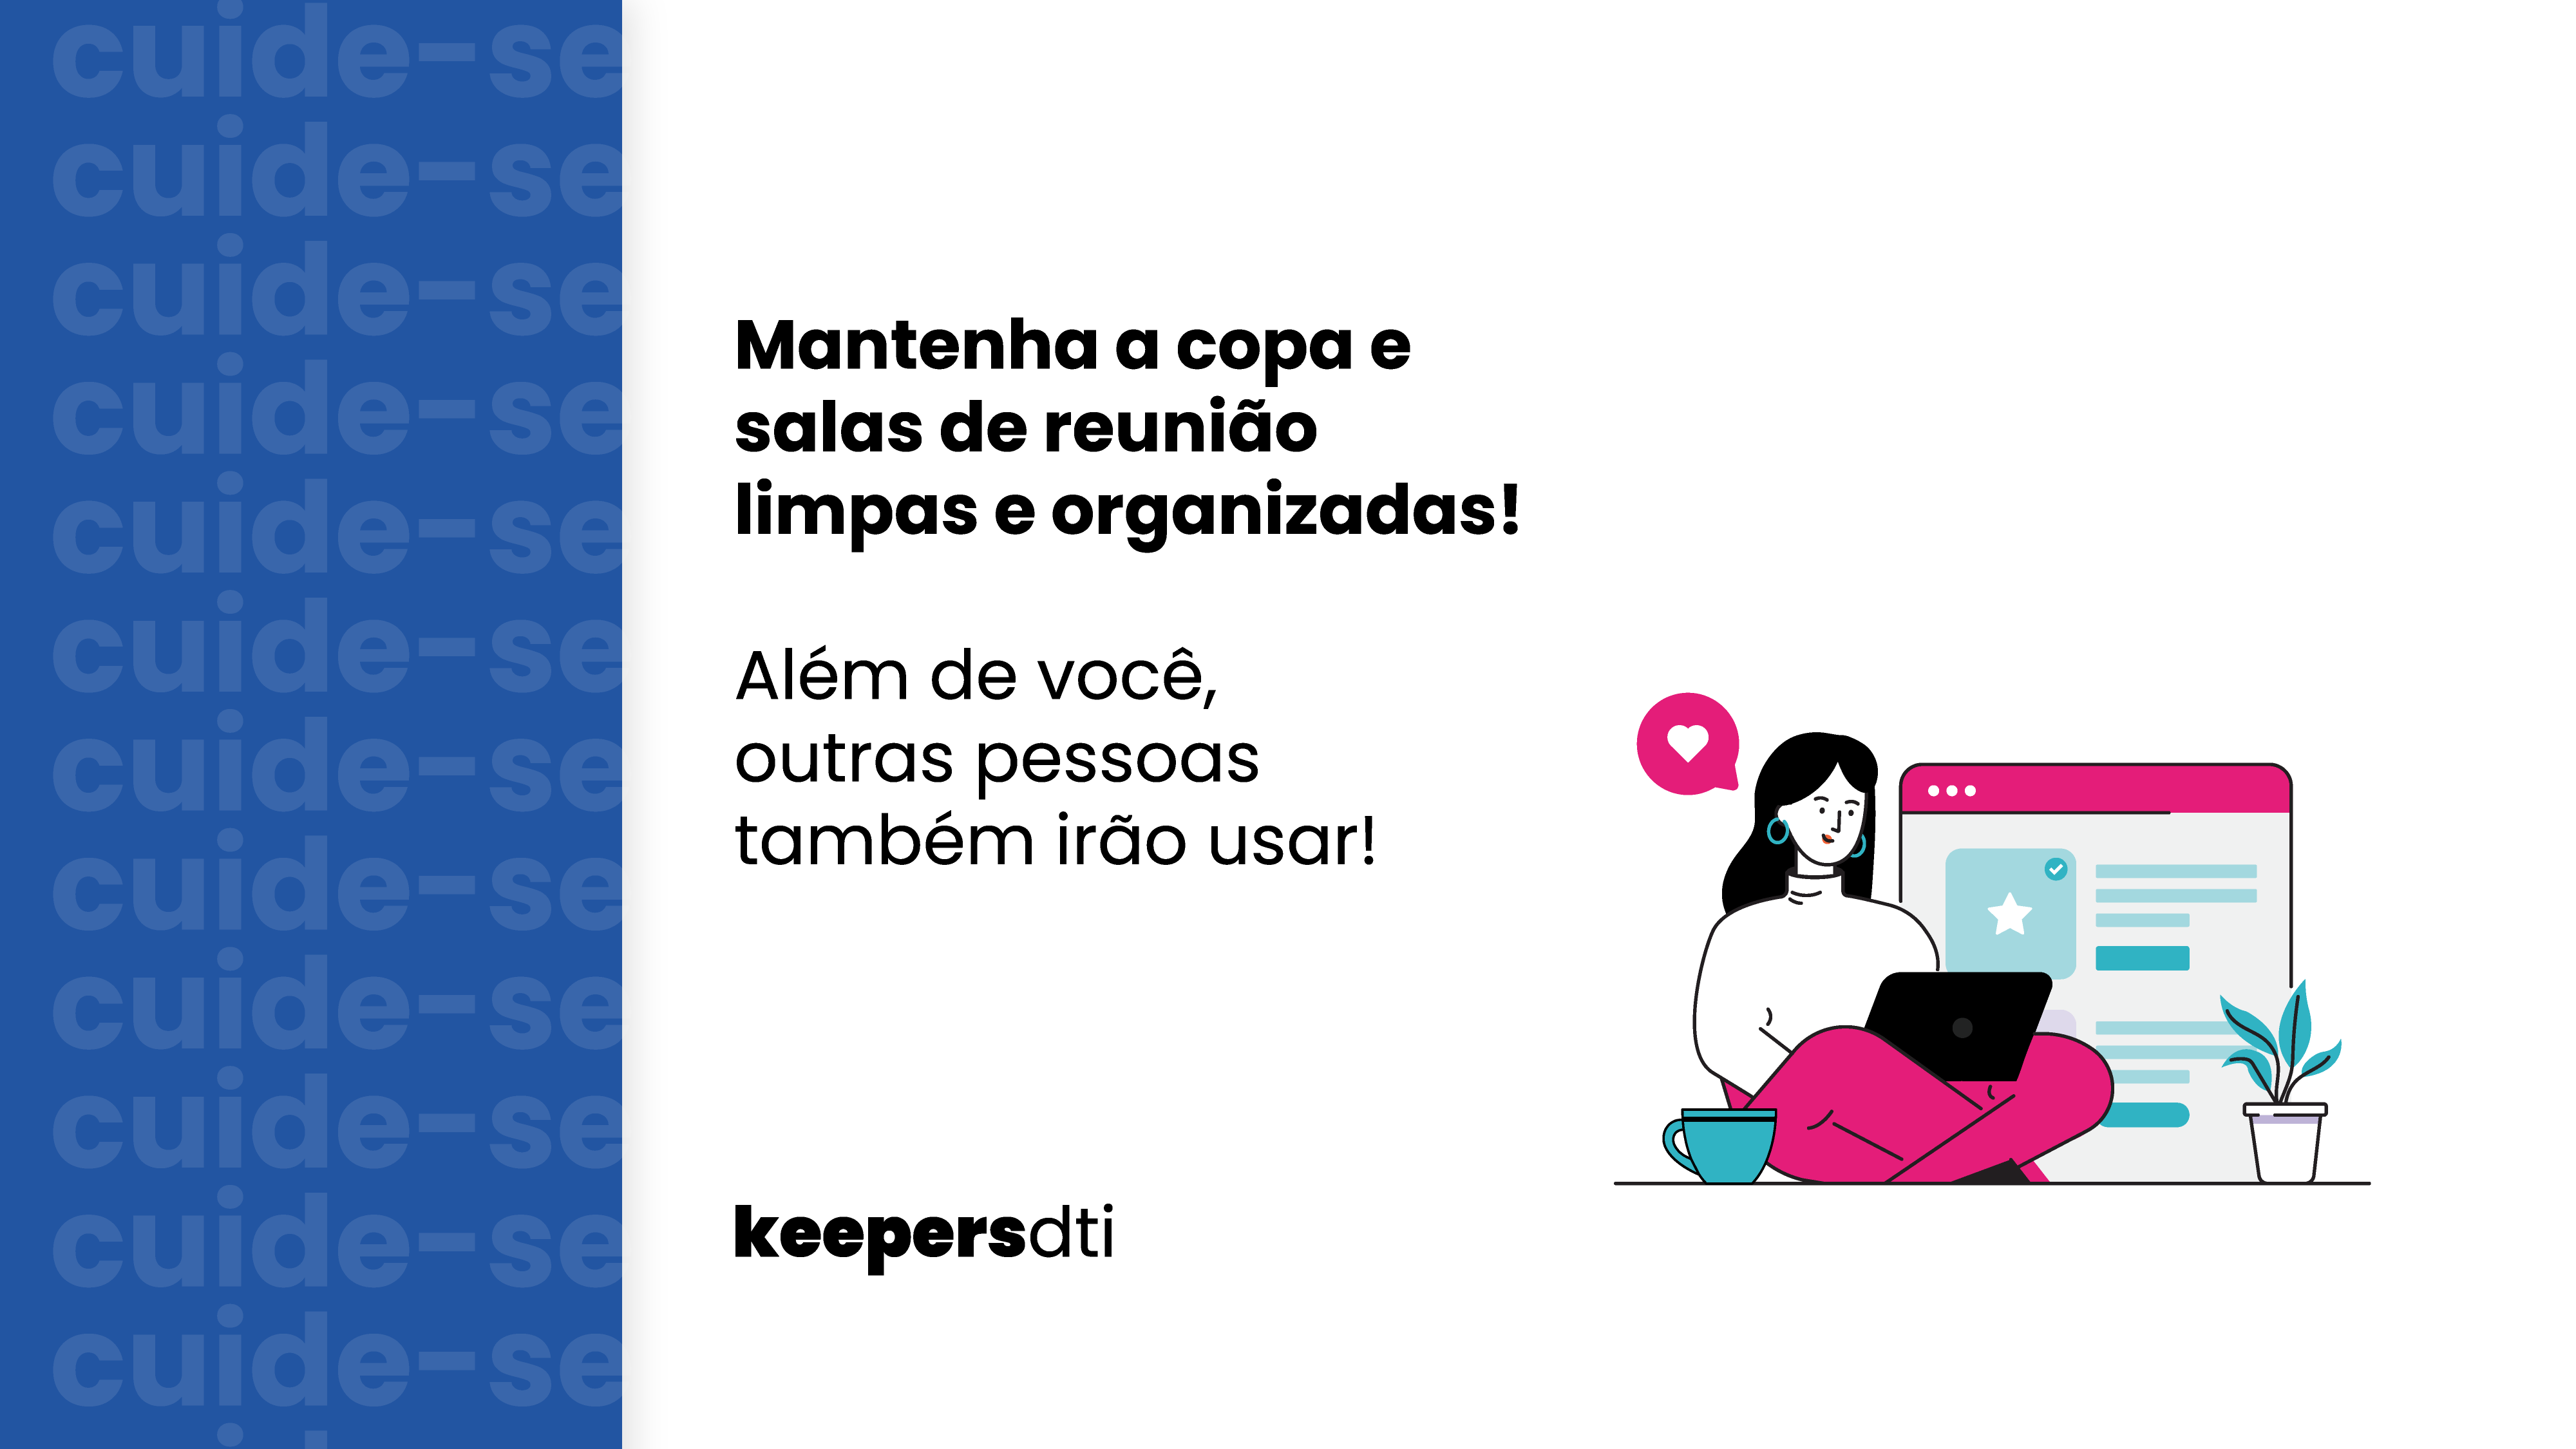 cuide-se
cuide-se
cuide-se
cuide-se
cuide-se
cuide-se
cuide-se
cuide-se
cuide-se
cuide-se
cuide-se
cuide-se
Mantenha a copa e
salas de reunião
limpas e organizadas!
Além de você,
outras pessoas
também irão usar!
keepersdti